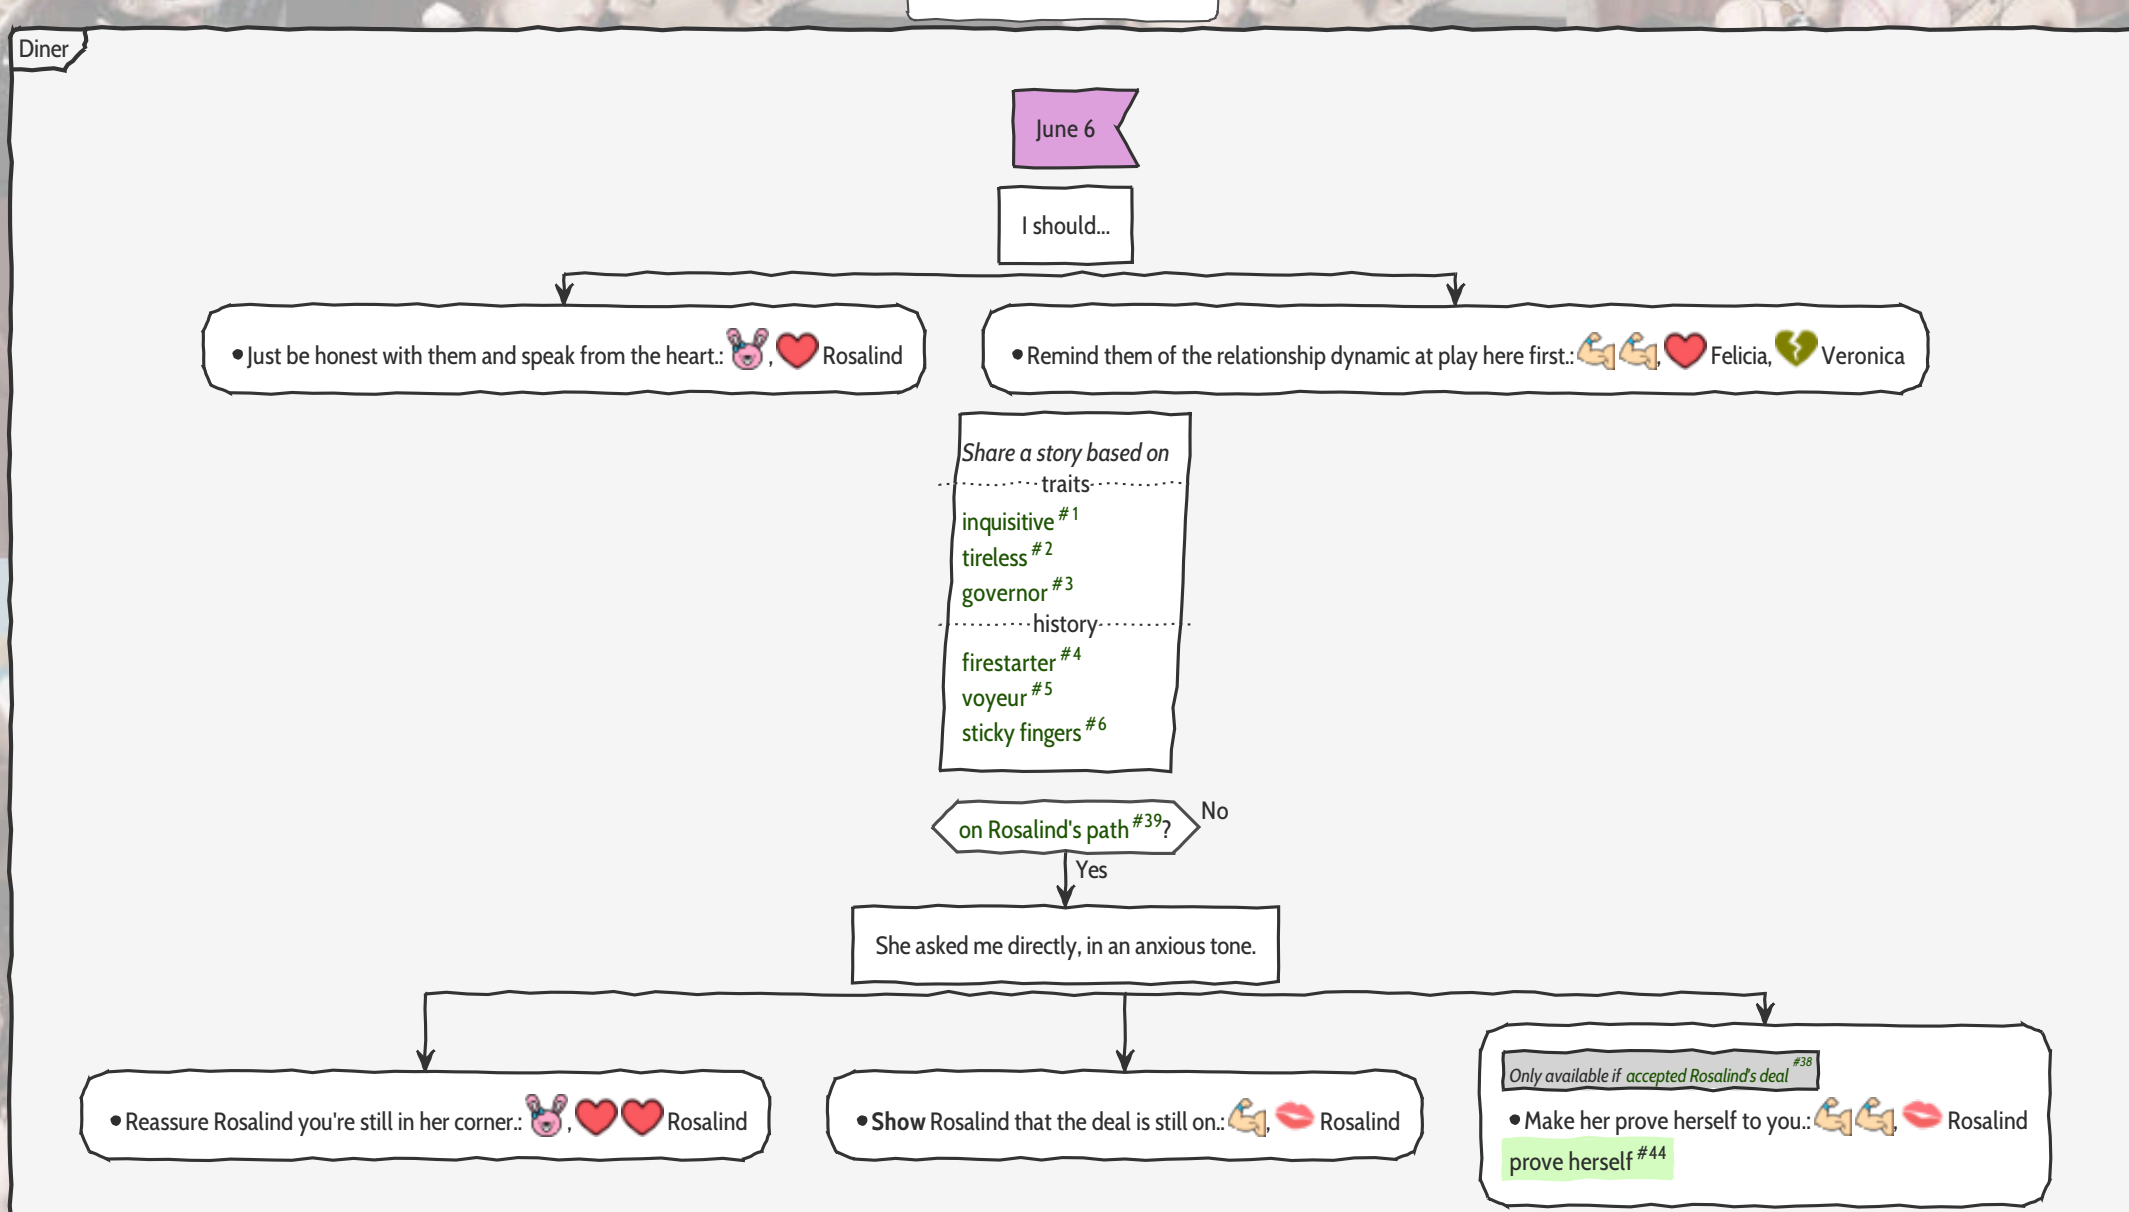 Diner
June 6
I should...
•Just be honest with them and speak from the heart.: , Rosalind
•Remind them of the relationship dynamic at play here first.: , Felicia, Veronica
Share a story based on
traits
inquisitive #1
tireless #2
governor #3
history
firestarter #4
voyeur #5
sticky fingers #6
on Rosalind's path #39?
No
Yes
She asked me directly, in an anxious tone.
•Reassure Rosalind you're still in her corner.: , Rosalind
•Show Rosalind that the deal is still on.: , Rosalind
Only available if accepted Rosalind's deal #38
•Make her prove herself to you.: , Rosalind
prove herself #44